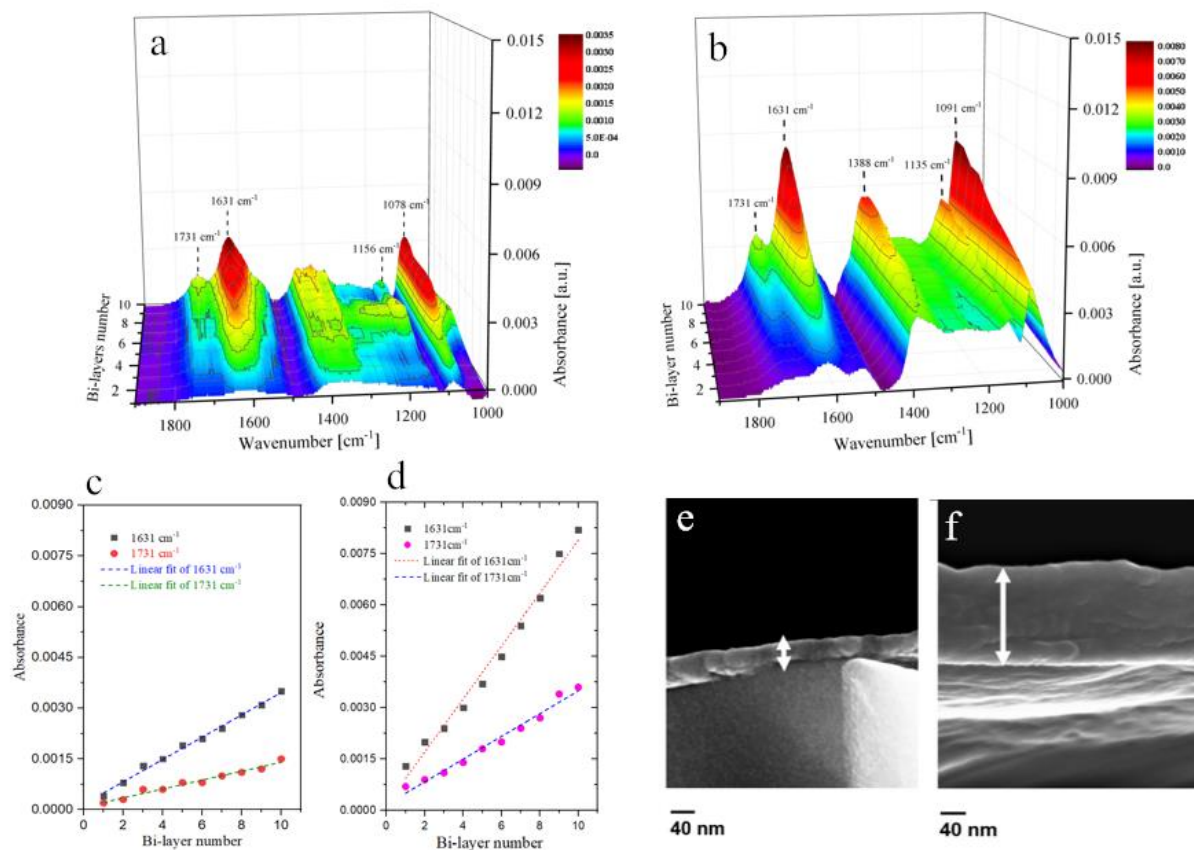 a
0.0035
0.0030
0.0025
0.0020
0.0015
0.0010
5.0E-04
0.0
0.015
0.012
0.009
0.006
0.003
0.000
Absorbance [a.u.]
1731 cm⁻¹
1631 cm⁻¹
1156 cm⁻¹
1078 cm⁻¹
10
8
6
4
2
Bi-layers number
1800
1600
1400
1200
1000
Wavenumber [cm⁻¹]
b
0.0080
0.0070
0.0060
0.0050
0.0040
0.0030
0.0020
0.0010
0.0
0.015
0.012
0.009
0.006
0.003
0.000
Absorbance [a.u.]
1731 cm⁻¹
1631 cm⁻¹
1388 cm⁻¹
1135 cm⁻¹
1091 cm⁻¹
10
8
6
4
2
Bi-layer number
1800
1600
1400
1200
1000
Wavenumber [cm⁻¹]
c
0.0090
0.0075
0.0060
0.0045
0.0030
0.0015
0.0000
Absorbance
1631 cm⁻¹
1731 cm⁻¹
Linear fit of 1631 cm⁻¹
Linear fit of 1731 cm⁻¹
0 2 4 6 8 10
Bi-layer number
d
0.0090
0.0075
0.0060
0.0045
0.0030
0.0015
0.0000
Absorbance
1631cm⁻¹
1731cm⁻¹
Linear fit of 1631cm⁻¹
Linear fit of 1731cm⁻¹
0 2 4 6 8 10
Bi-layer number
e
40 nm
f
40 nm